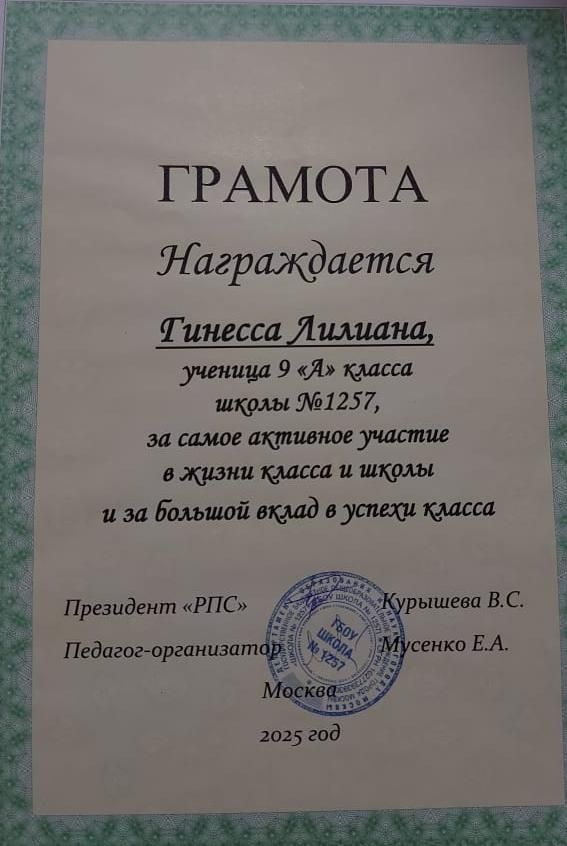 ГРАМОТА
Награждается
Гинесса Лилиана,
ученица 9 «А» класса
школы №1257,
за самое активное участие
в жизни класса и школы
и за большой вклад в успехи класса
Президент «РПС» Курышева В.С.
Педагог-организатор Мусенко Е.А.
ГБОУ
ШКОЛА
№ 1257
Москва
2025 год